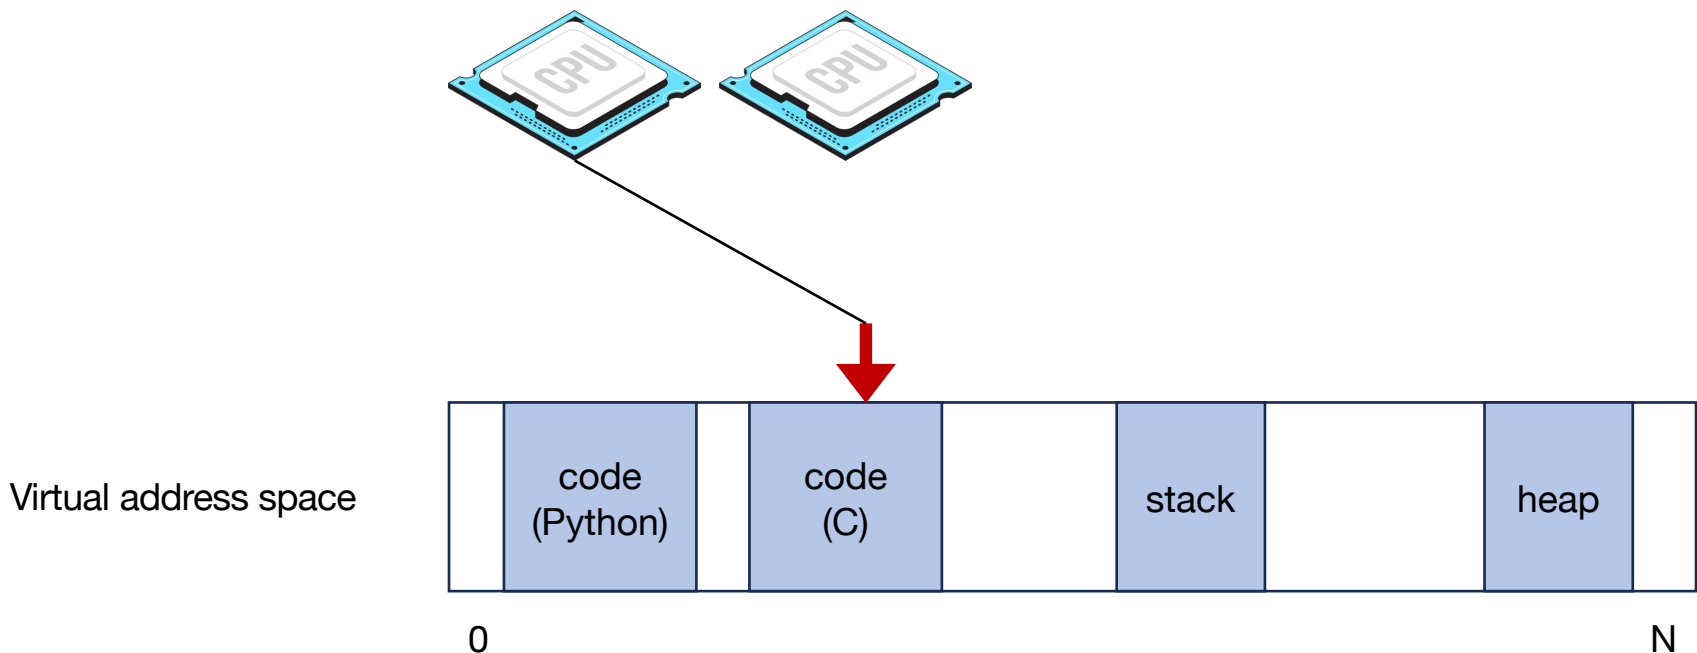 CPU
CPU
Virtual address space
code
(Python)
code
(C)
stack
heap
0
N